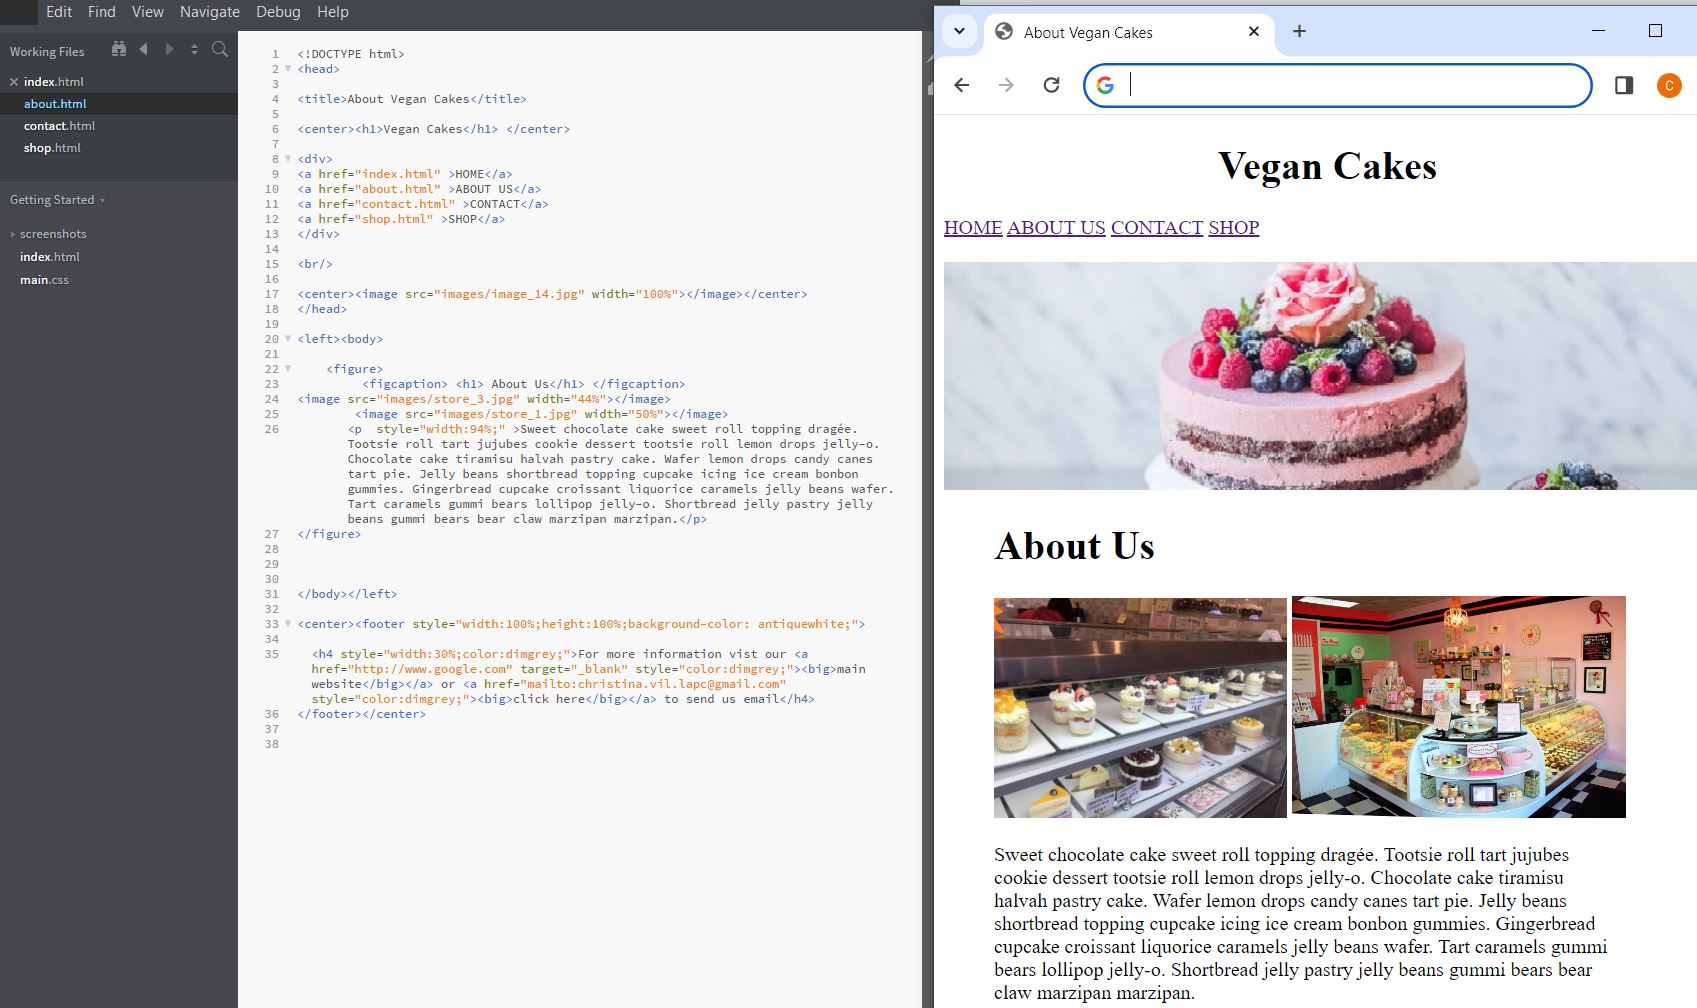 Edit Find View Navigate Debug Help
Working Files
index.html
about.html
contact.html
shop.html
Getting Started
screenshots
index.html
main.css
1 <!DOCTYPE html>
2 <head>
3
4 <title>About Vegan Cakes</title>
5
6 <center><h1>Vegan Cakes</h1> </center>
7
8 <div>
9 <a href="index.html" >HOME</a>
10 <a href="about.html" >ABOUT US</a>
11 <a href="contact.html" >CONTACT</a>
12 <a href="shop.html" >SHOP</a>
13 </div>
14
15 <br/>
16
17 <center><image src="images/image_14.jpg" width="100%"></image></center>
18 </head>
19
20 <left><body>
21
22 <figure>
23 <figcaption> <h1> About Us</h1> </figcaption>
24 <image src="images/store_3.jpg" width="44%"></image>
25 <image src="images/store_1.jpg" width="50%"></image>
26 <p  style="width:94%;" >Sweet chocolate cake sweet roll topping dragée.
Tootsie roll tart jujubes cookie dessert tootsie roll lemon drops jelly-o.
Chocolate cake tiramisu halvah pastry cake. Wafer lemon drops candy canes
tart pie. Jelly beans shortbread topping cupcake icing ice cream bonbon
gummies. Gingerbread cupcake croissant liquorice caramels jelly beans wafer.
Tart caramels gummi bears lollipop jelly-o. Shortbread jelly pastry jelly
beans gummi bears bear claw marzipan marzipan.</p>
27 </figure>
28
29
30
31 </body></left>
32
33 <center><footer style="width:100%;height:100%;background-color: antiquewhite;">
34
35 <h4 style="width:30%;color:dimgrey;">For more information vist our <a
href="http://www.google.com" target="_blank" style="color:dimgrey;"><big>main
website</big></a> or <a href="mailto:christina.vil.lapc@gmail.com"
style="color:dimgrey;"><big>click here</big></a> to send us email</h4>
36 </footer></center>
37
38
About Vegan Cakes
C
Vegan Cakes
HOME ABOUT US CONTACT SHOP
About Us
Sweet chocolate cake sweet roll topping dragée. Tootsie roll tart jujubes
cookie dessert tootsie roll lemon drops jelly-o. Chocolate cake tiramisu
halvah pastry cake. Wafer lemon drops candy canes tart pie. Jelly beans
shortbread topping cupcake icing ice cream bonbon gummies. Gingerbread
cupcake croissant liquorice caramels jelly beans wafer. Tart caramels gummi
bears lollipop jelly-o. Shortbread jelly pastry jelly beans gummi bears bear
claw marzipan marzipan.